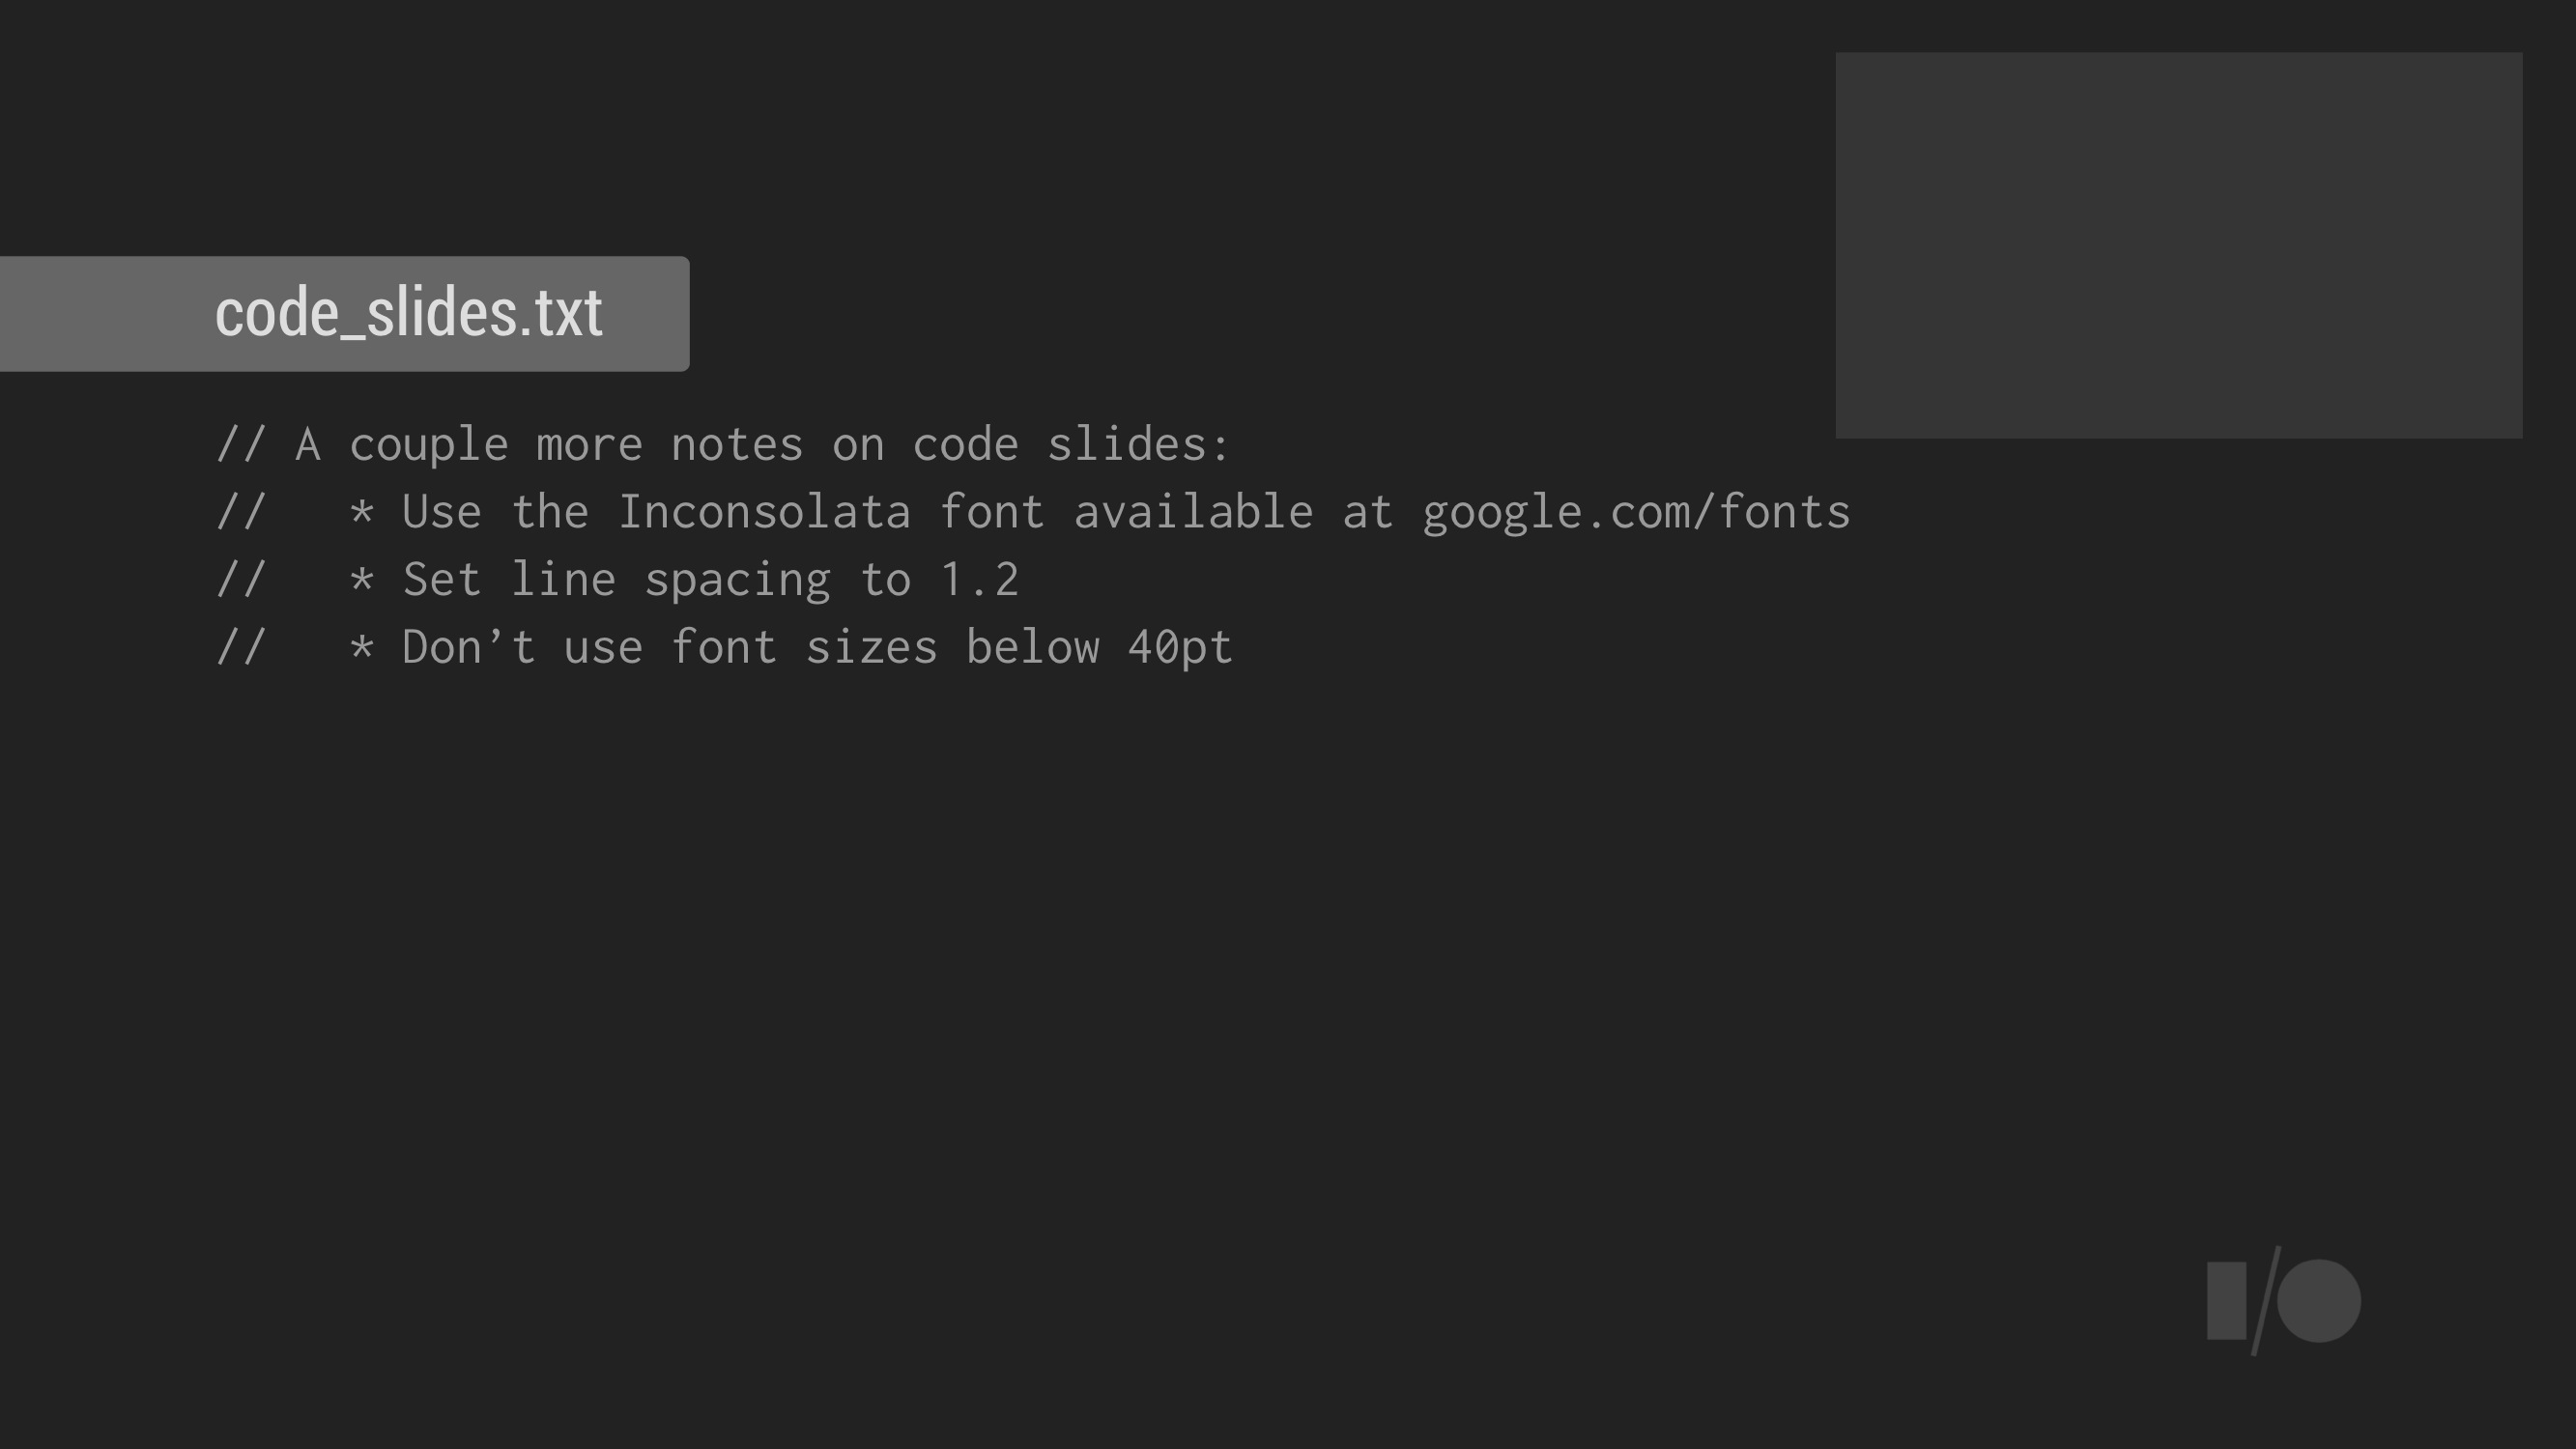 code_slides.txt
// A couple more notes on code slides:
//   * Use the Inconsolata font available at google.com/fonts
//   * Set line spacing to 1.2
//   * Don’t use font sizes below 40pt
I/O